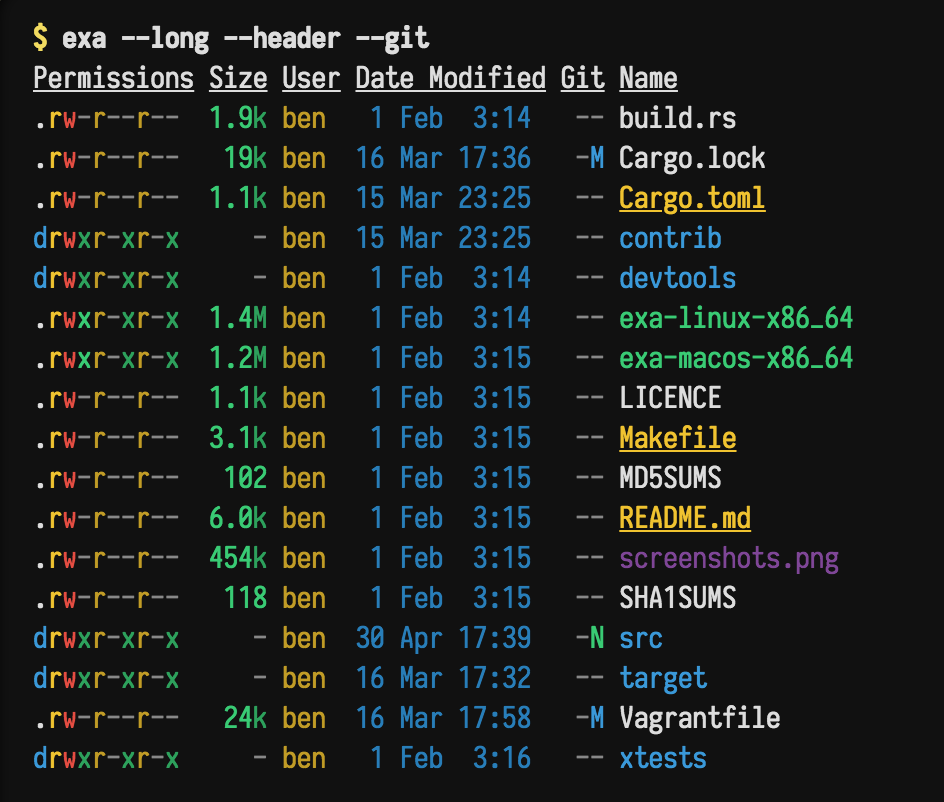 $ exa --long --header --git
Permissions Size User Date Modified Git Name
.rw-r--r--  1.9k ben   1 Feb  3:14   -- build.rs
.rw-r--r--   19k ben  16 Mar 17:36   -M Cargo.lock
.rw-r--r--  1.1k ben  15 Mar 23:25   -- Cargo.toml
drwxr-xr-x     - ben  15 Mar 23:25   -- contrib
drwxr-xr-x     - ben   1 Feb  3:14   -- devtools
.rwxr-xr-x  1.4M ben   1 Feb  3:14   -- exa-linux-x86_64
.rwxr-xr-x  1.2M ben   1 Feb  3:15   -- exa-macos-x86_64
.rw-r--r--  1.1k ben   1 Feb  3:15   -- LICENCE
.rw-r--r--  3.1k ben   1 Feb  3:15   -- Makefile
.rw-r--r--   102 ben   1 Feb  3:15   -- MD5SUMS
.rw-r--r--  6.0k ben   1 Feb  3:15   -- README.md
.rw-r--r--  454k ben   1 Feb  3:15   -- screenshots.png
.rw-r--r--   118 ben   1 Feb  3:15   -- SHA1SUMS
drwxr-xr-x     - ben  30 Apr 17:39   -N src
drwxr-xr-x     - ben  16 Mar 17:32   -- target
.rw-r--r--   24k ben  16 Mar 17:58   -M Vagrantfile
drwxr-xr-x     - ben   1 Feb  3:16   -- xtests